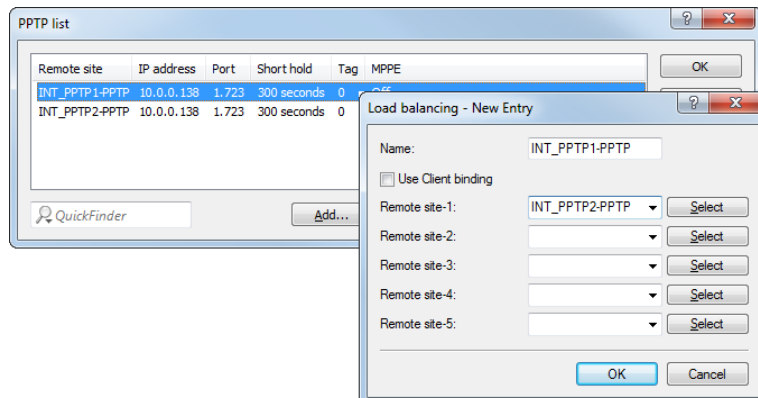 PPTP list
Remote site IP address Port Short hold Tag MPPE
INT_PPTP1-PPTP 10.0.0.138 1.723 300 seconds 0
INT_PPTP2-PPTP 10.0.0.138 1.723 300 seconds 0
OK
QuickFinder
Add...
Load balancing - New Entry
Name: INT_PPTP1-PPTP
Use Client binding
Remote site-1: INT_PPTP2-PPTP Select
Remote site-2: Select
Remote site-3: Select
Remote site-4: Select
Remote site-5: Select
OK Cancel